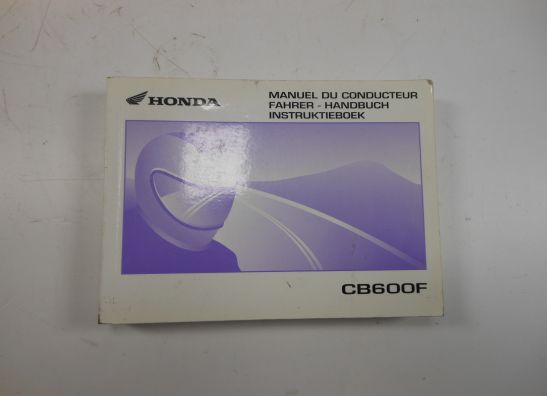 HONDA
MANUEL DU CONDUCTEUR
FAHRER - HANDBUCH
INSTRUKTIEBOEK
CB600F